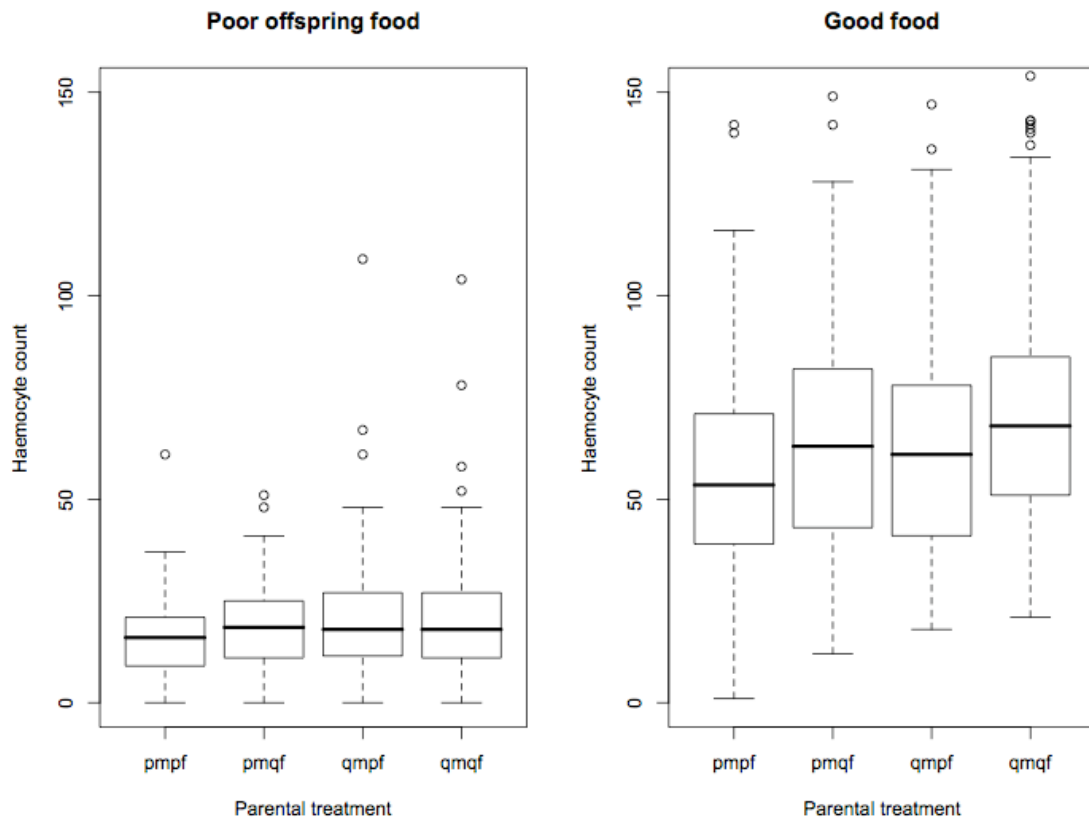 Poor offspring food
Haemocyte count
150
100
50
0
pmpf pmqf qmpf qmqf
Parental treatment
Good food
Haemocyte count
150
100
50
0
pmpf pmqf qmpf qmqf
Parental treatment